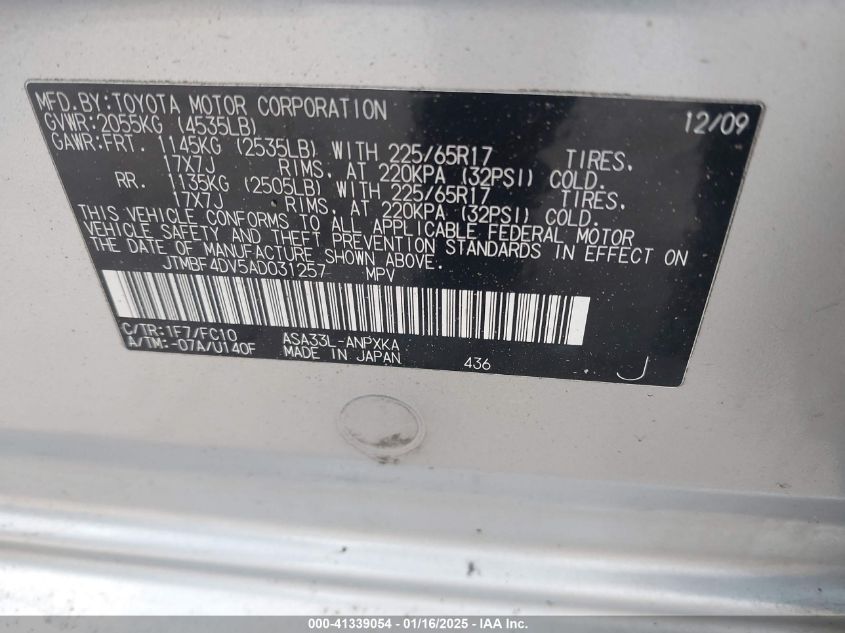 MFD.BY:TOYOTA MOTOR CORPORATION 12/09
GVWR:2055KG (4535LB)
GAWR:FRT. 1145KG (2535LB) WITH 225/65R17 TIRES,
17X7J RIMS, AT 220KPA (32PSI) COLD.
RR. 1135KG (2505LB) WITH 225/65R17 TIRES,
17X7J RIMS, AT 220KPA (32PSI) COLD.
THIS VEHICLE CONFORMS TO ALL APPLICABLE FEDERAL MOTOR
VEHICLE SAFETY AND THEFT PREVENTION STANDARDS IN EFFECT ON
THE DATE OF MANUFACTURE SHOWN ABOVE.
JTMBF4DV5AD031257 MPV
C/TR:1F7/FC10 ASA33L-ANPXKA
A/TM:-07A/U140F MADE IN JAPAN 436 J
000-41339054 - 01/16/2025 - IAA Inc.